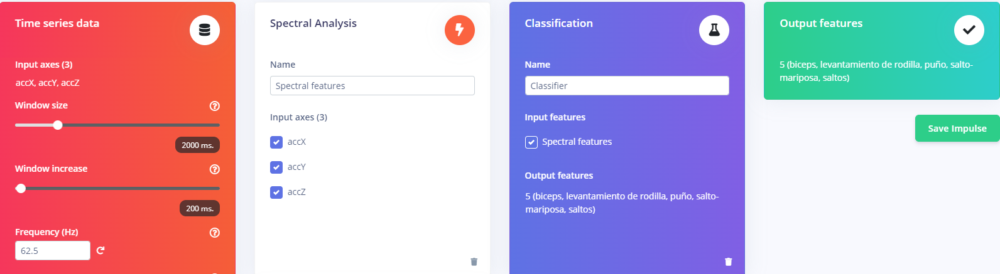 Time series data
Input axes (3)
accX, accY, accZ
Window size
2000 ms.
Window increase
200 ms.
Frequency (Hz)
62.5
Spectral Analysis
Name
Spectral features
Input axes (3)
accX
accY
accZ
Classification
Name
Classifier
Input features
Spectral features
Output features
5 (biceps, levantamiento de rodilla, puño, salto-
mariposa, saltos)
Output features
5 (biceps, levantamiento de rodilla, puño, salto-
mariposa, saltos)
Save Impulse